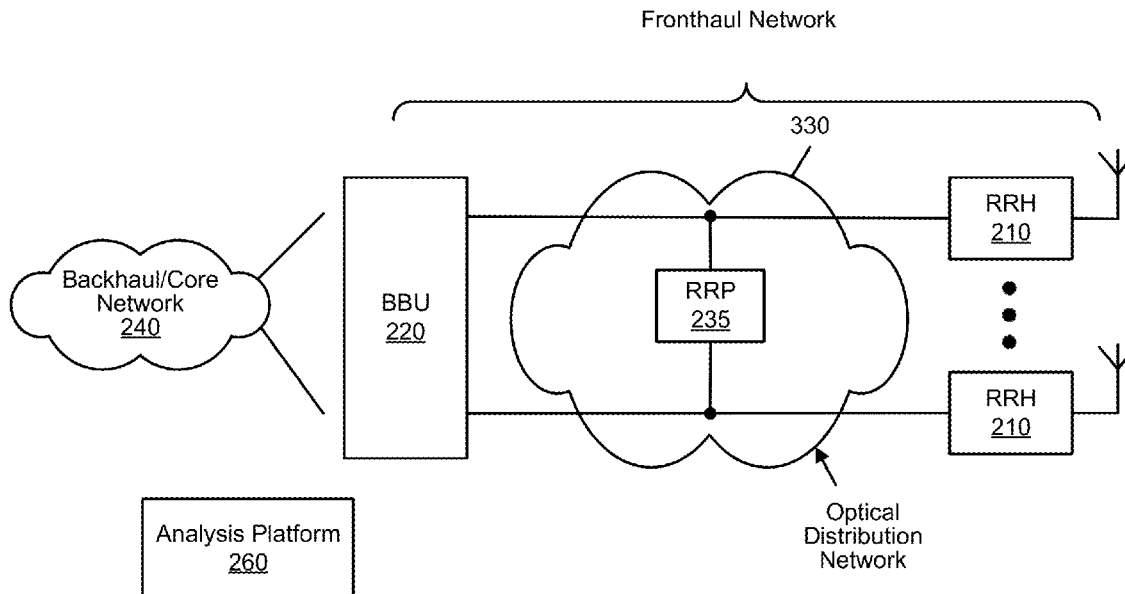 Fronthaul Network
330
Backhaul/Core
Network
240
BBU
220
RRP
235
RRH
210
RRH
210
Optical
Distribution
Network
Analysis Platform
260